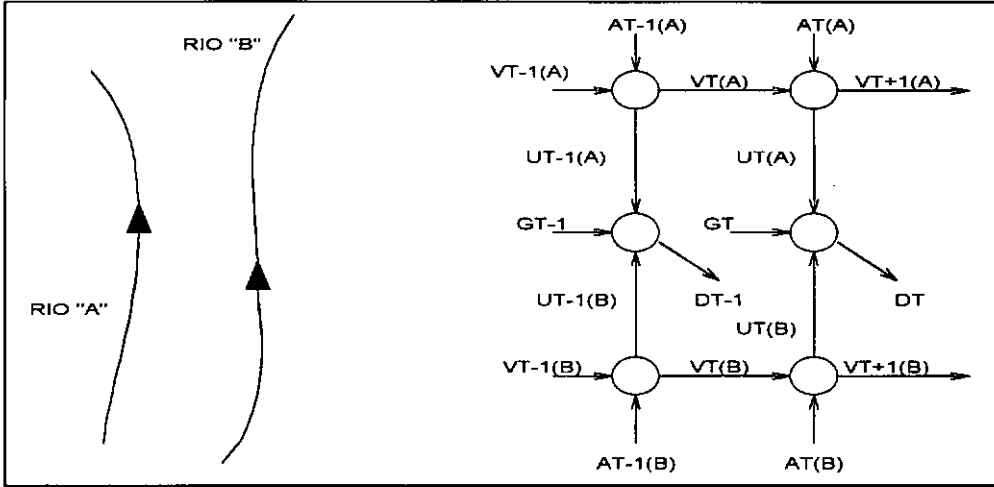 RIO "B"
RIO "A"
AT-1(A) AT(A)
VT-1(A) VT(A) VT+1(A)
UT-1(A) UT(A)
GT-1 GT
UT-1(B) DT-1 DT
UT(B)
VT-1(B) VT(B) VT+1(B)
AT-1(B) AT(B)